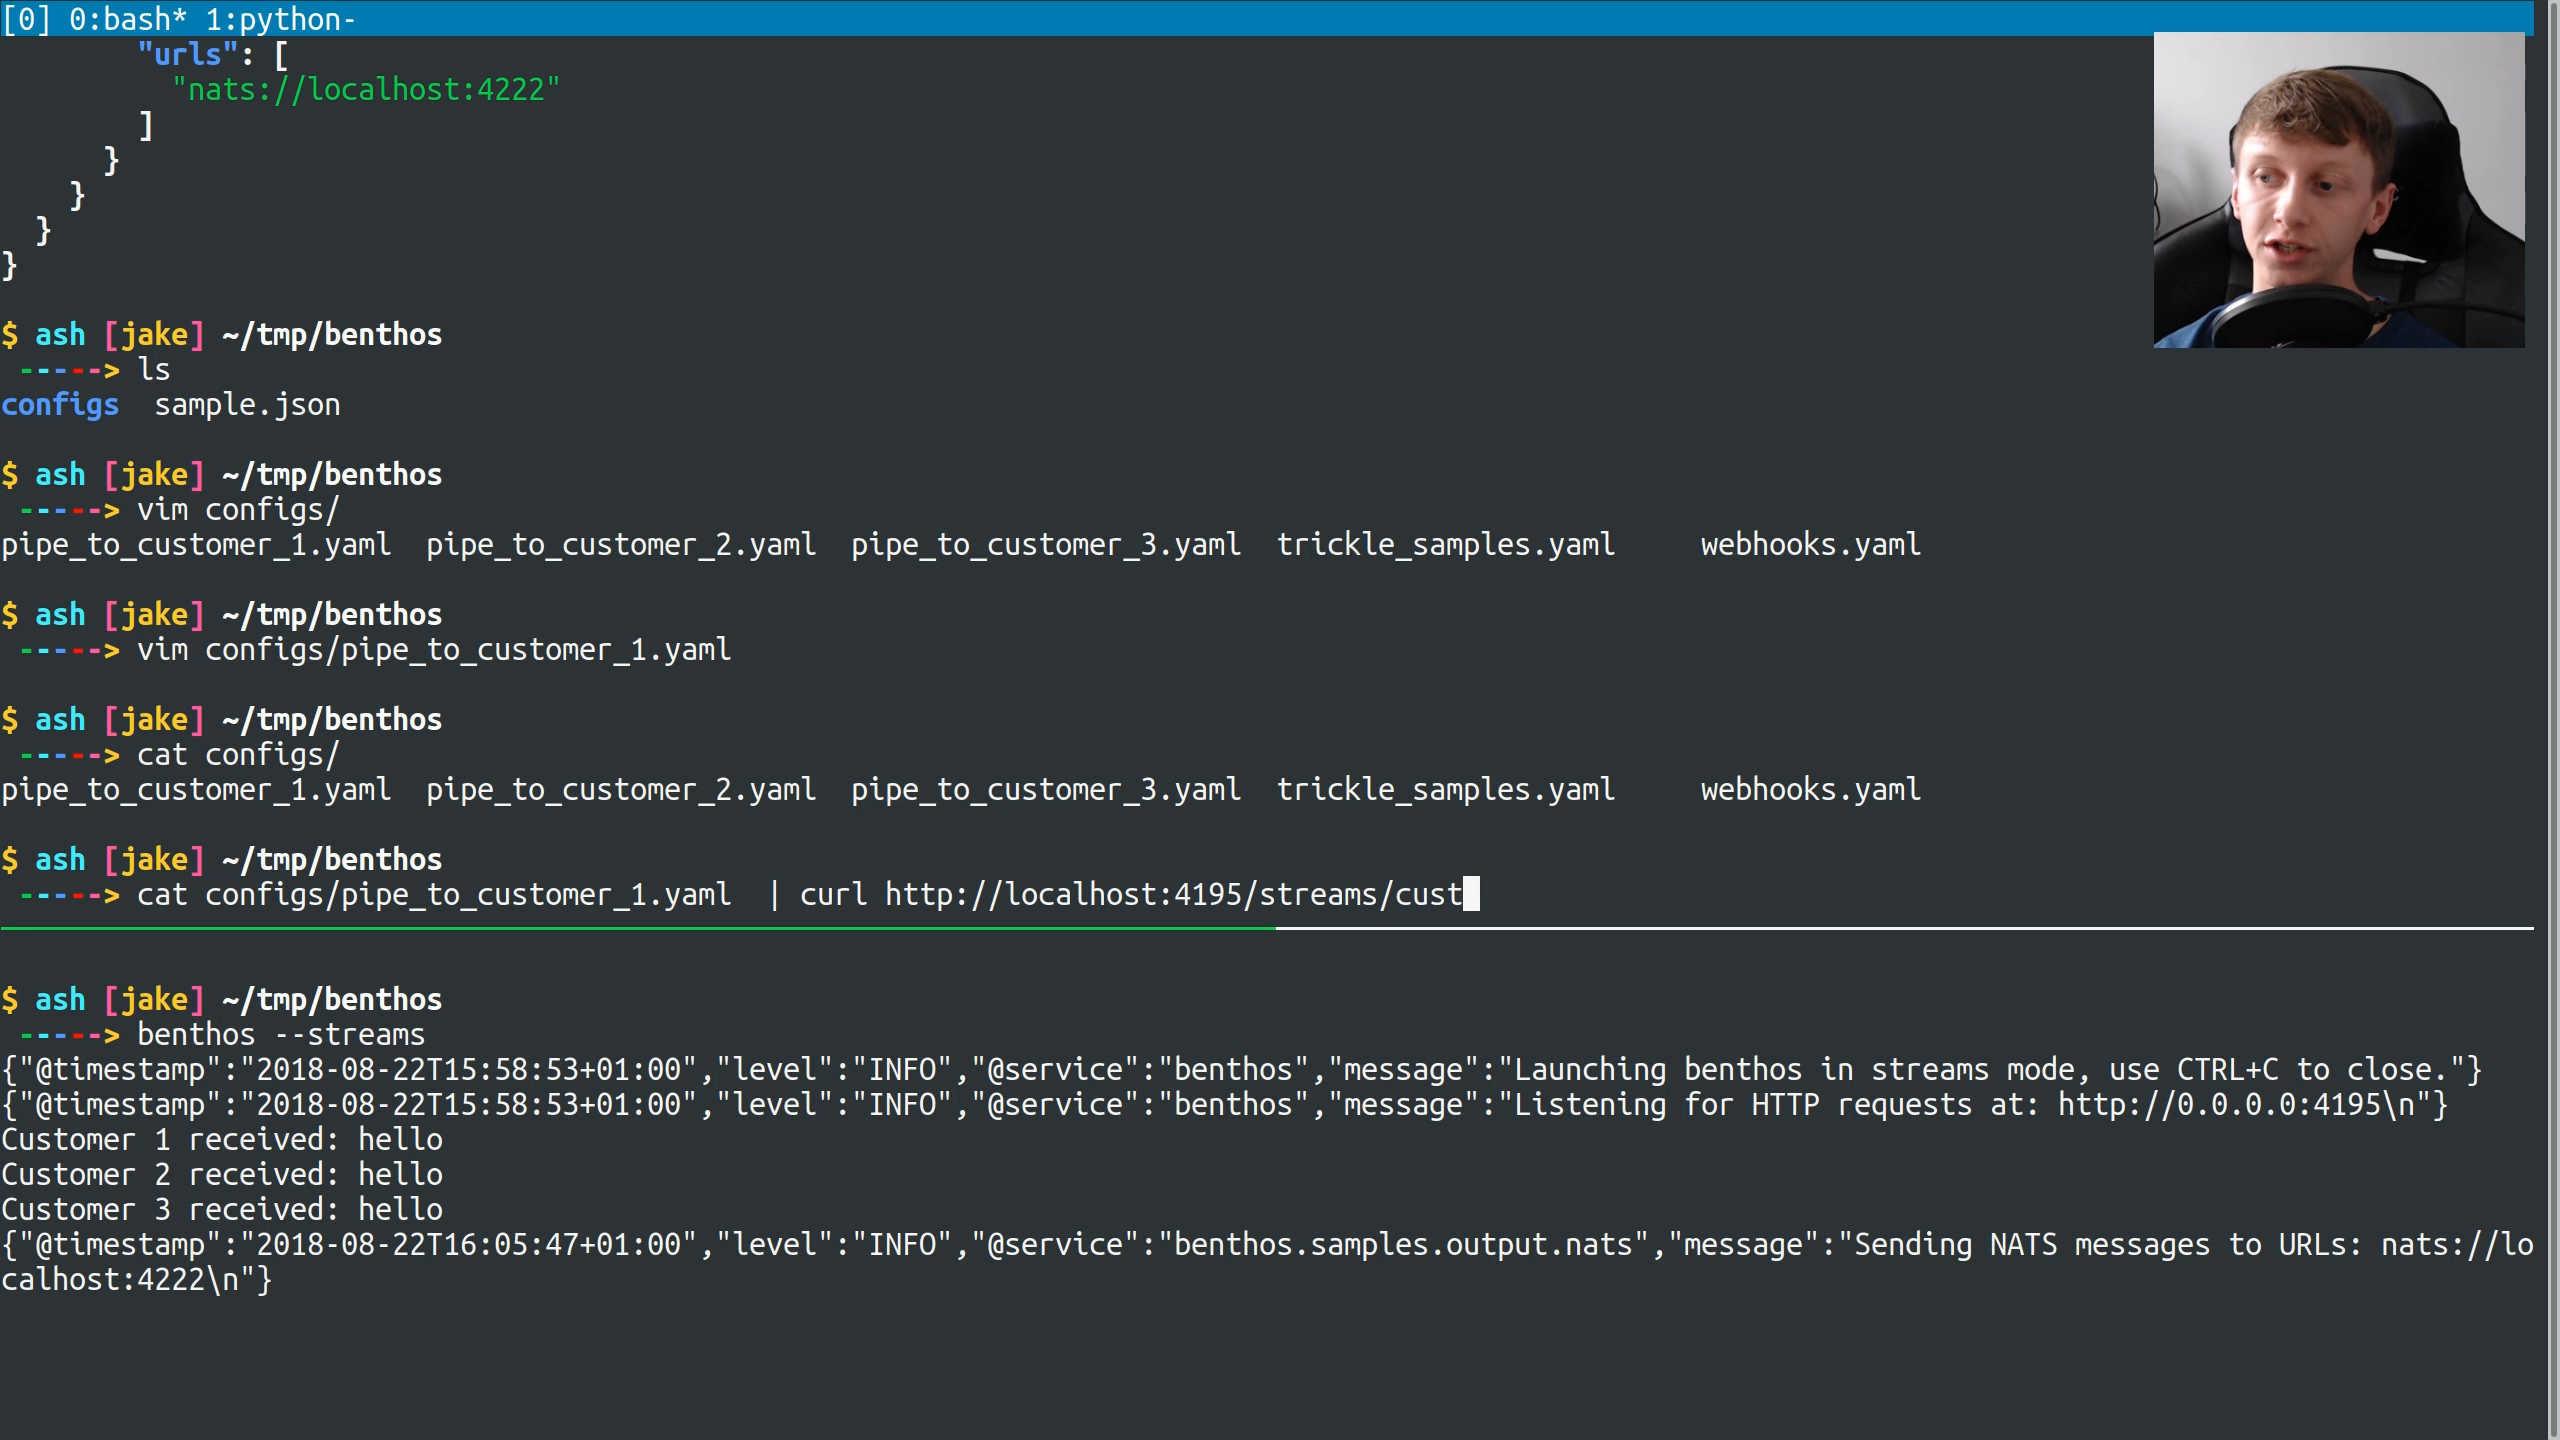 [0] 0:bash* 1:python-
"urls": [
"nats://localhost:4222"
]
}
}
}
}
$ ash [jake] ~/tmp/benthos
-----> ls
configs  sample.json
$ ash [jake] ~/tmp/benthos
-----> vim configs/
pipe_to_customer_1.yaml  pipe_to_customer_2.yaml  pipe_to_customer_3.yaml  trickle_samples.yaml     webhooks.yaml
$ ash [jake] ~/tmp/benthos
-----> vim configs/pipe_to_customer_1.yaml
$ ash [jake] ~/tmp/benthos
-----> cat configs/
pipe_to_customer_1.yaml  pipe_to_customer_2.yaml  pipe_to_customer_3.yaml  trickle_samples.yaml     webhooks.yaml
$ ash [jake] ~/tmp/benthos
-----> cat configs/pipe_to_customer_1.yaml  | curl http://localhost:4195/streams/cust
$ ash [jake] ~/tmp/benthos
-----> benthos --streams
{"@timestamp":"2018-08-22T15:58:53+01:00","level":"INFO","@service":"benthos","message":"Launching benthos in streams mode, use CTRL+C to close."}
{"@timestamp":"2018-08-22T15:58:53+01:00","level":"INFO","@service":"benthos","message":"Listening for HTTP requests at: http://0.0.0.0:4195\n"}
Customer 1 received: hello
Customer 2 received: hello
Customer 3 received: hello
{"@timestamp":"2018-08-22T16:05:47+01:00","level":"INFO","@service":"benthos.samples.output.nats","message":"Sending NATS messages to URLs: nats://lo
calhost:4222\n"}